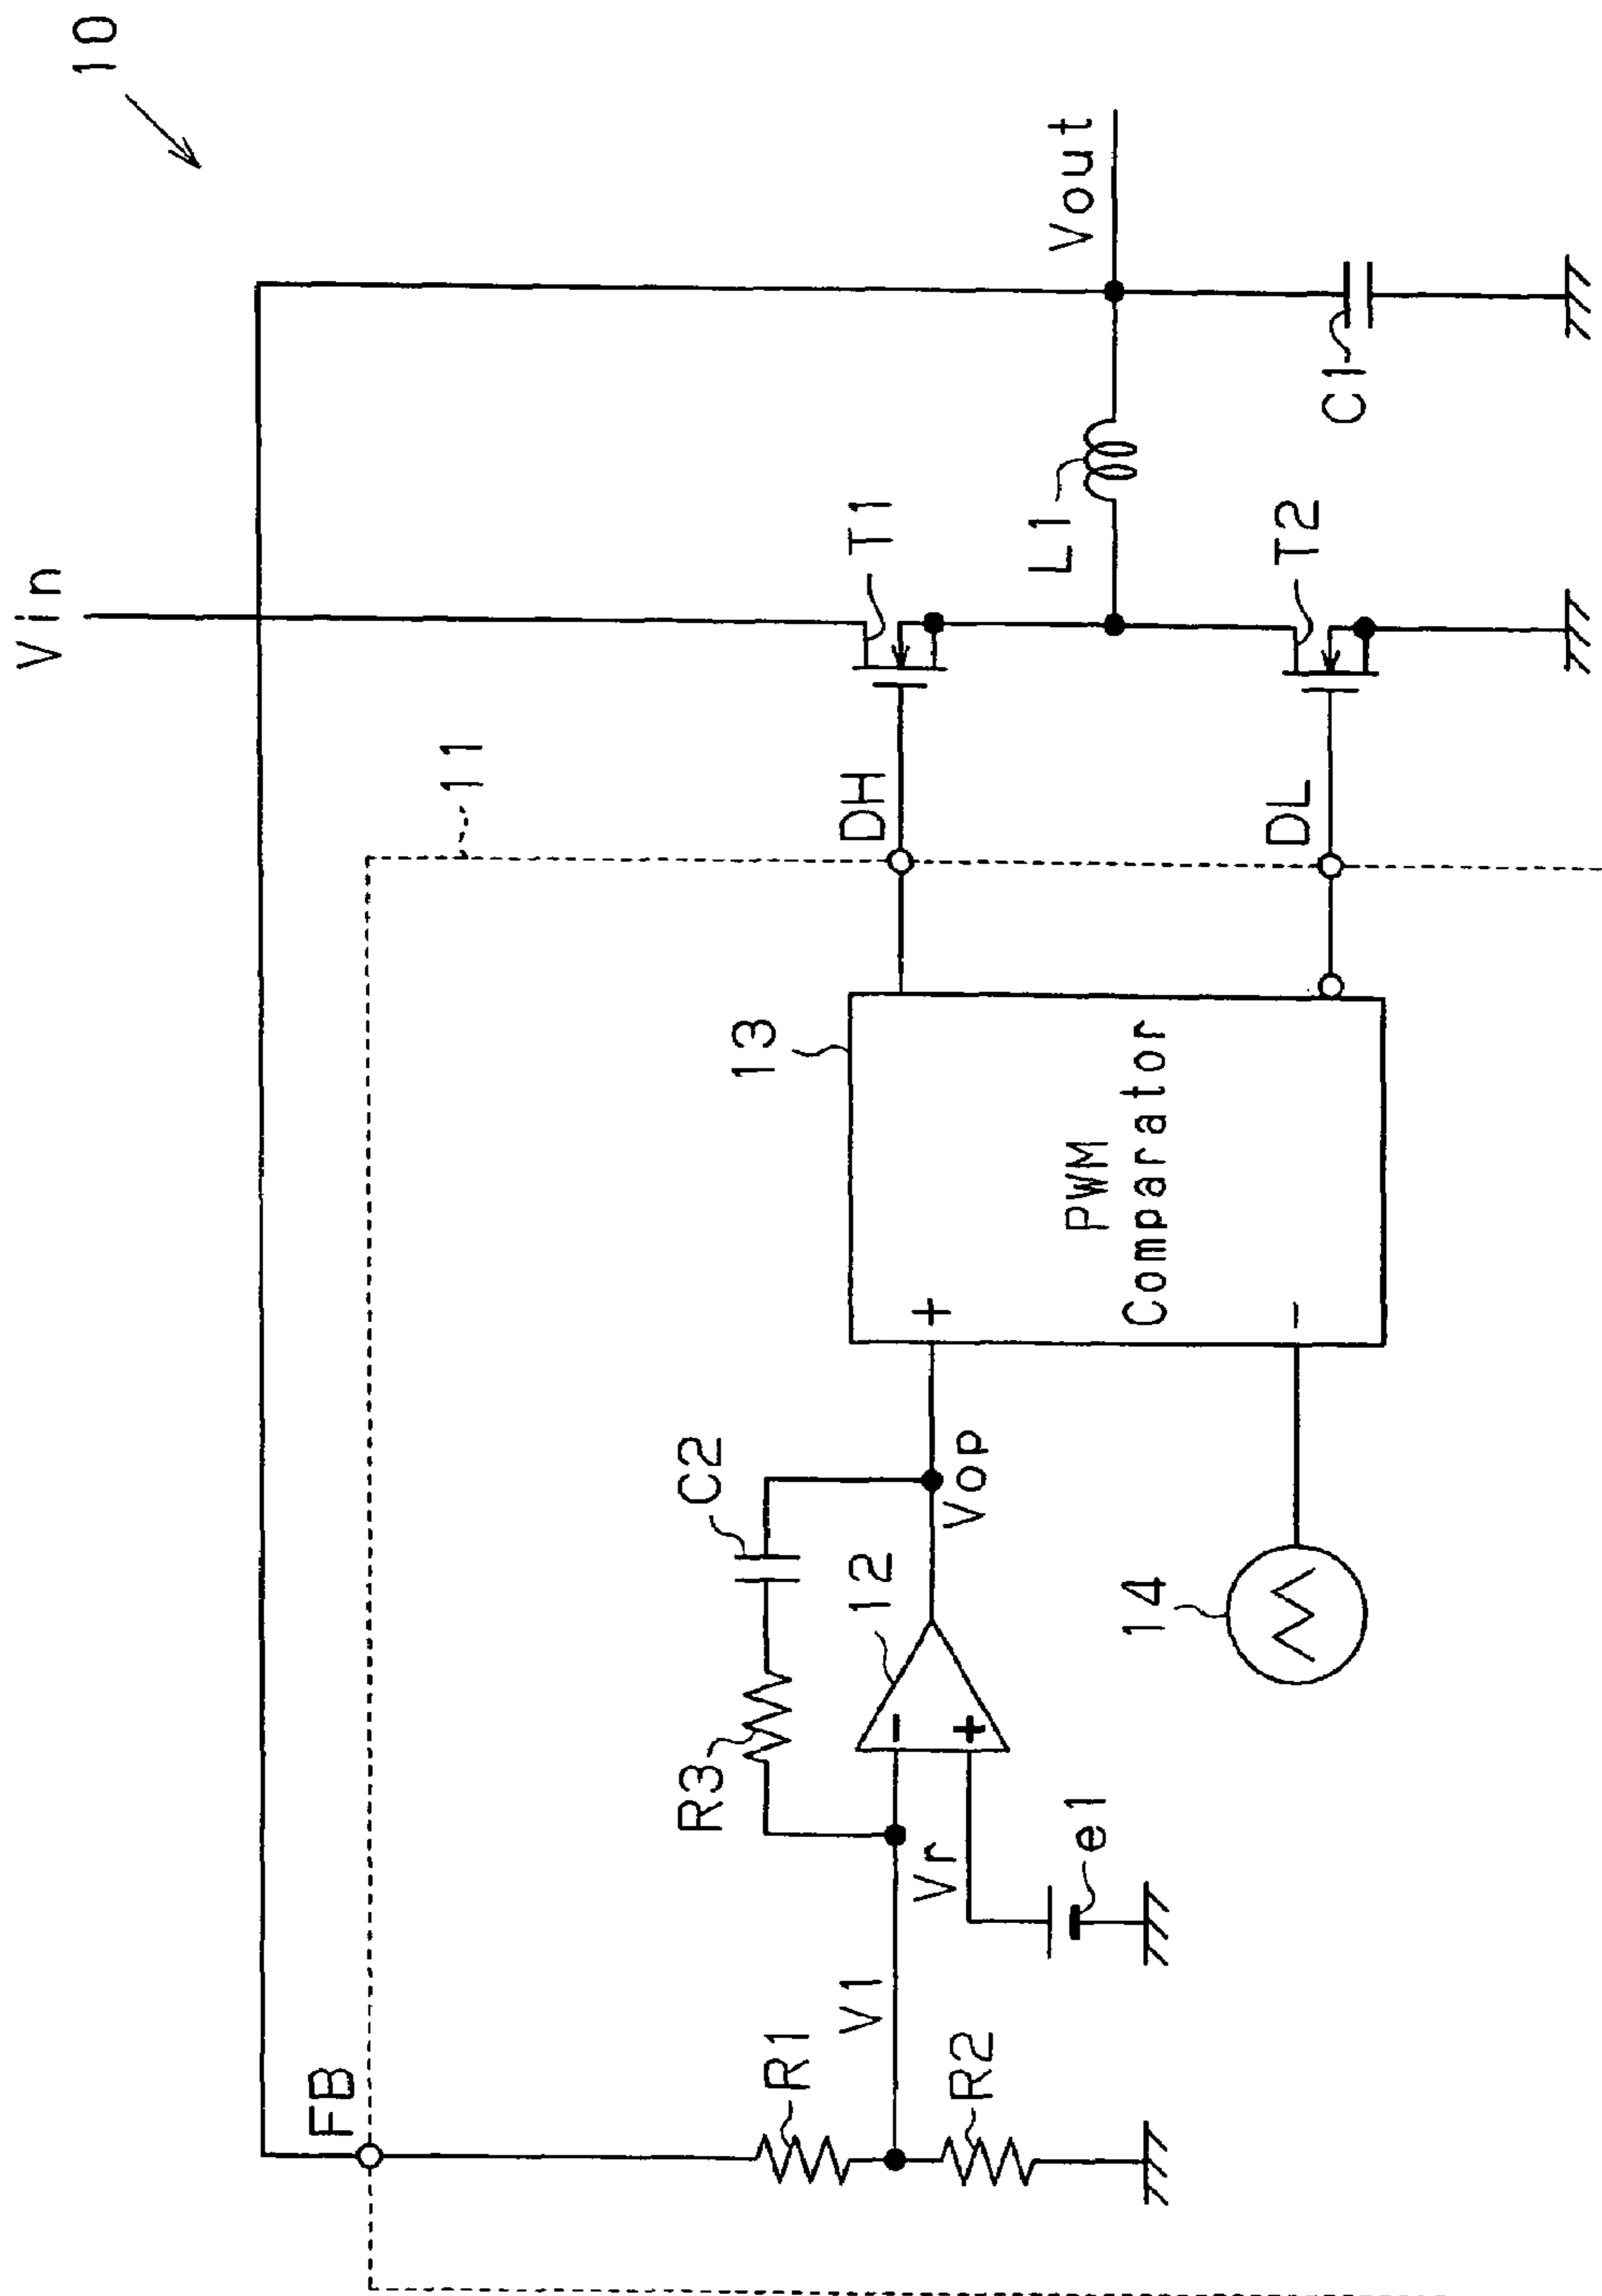 10
Vin
Vout
11
FB
T1
DH
L1
C1
T2
DL
13
PWM
Comparator
+
-
C2
R3
12
Vop
-
+
14
V1
Vr
e1
R1
R2